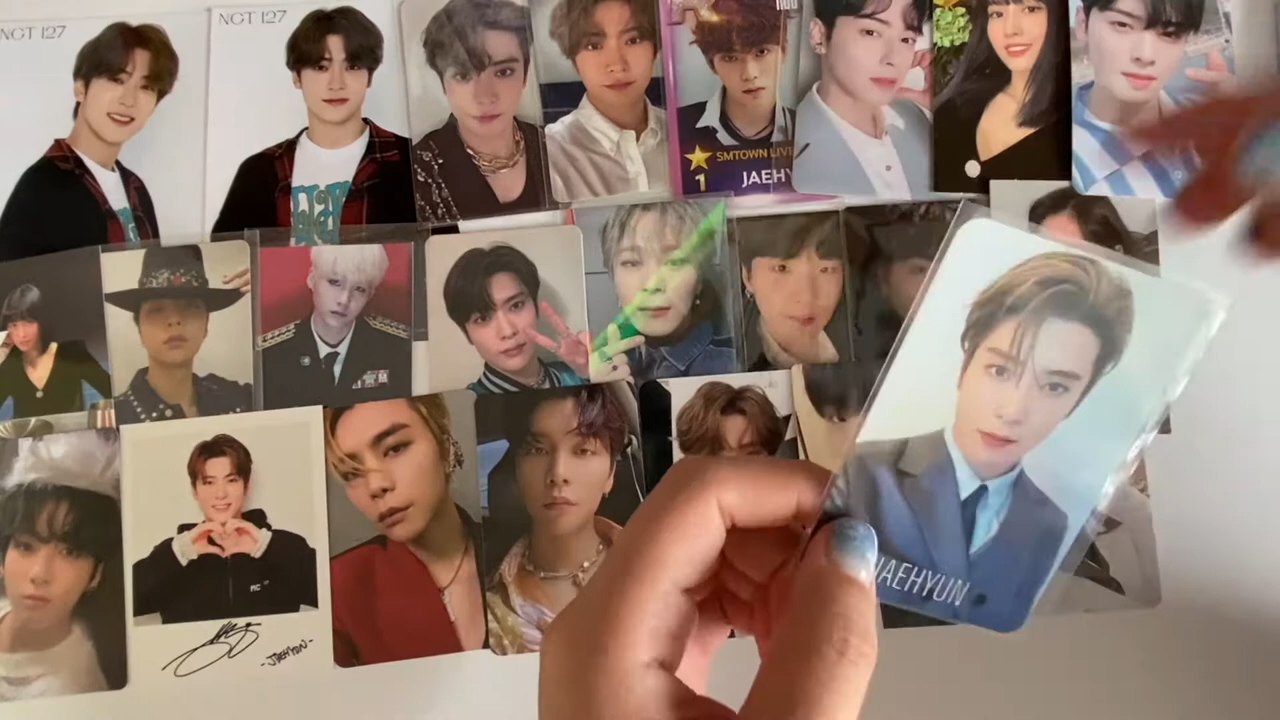 NCT 127
NCT 127
SMTOWN LIVE
1 JAEHY
JAEHYUN
-JAEHYUN-